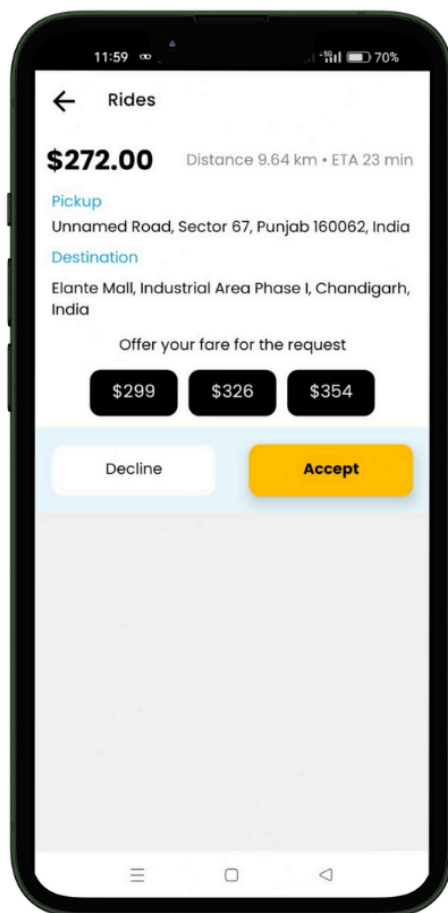 11:59
5G
70%
Rides
$272.00 Distance 9.64 km • ETA 23 min
Pickup
Unnamed Road, Sector 67, Punjab 160062, India
Destination
Elante Mall, Industrial Area Phase I, Chandigarh,
India
Offer your fare for the request
$299 $326 $354
Decline Accept